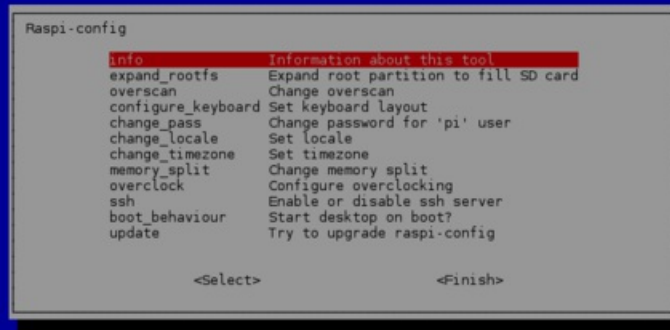 Raspi-config
info Information about this tool
expand_rootfs Expand root partition to fill SD card
overscan Change overscan
configure_keyboard Set keyboard layout
change_pass Change password for 'pi' user
change_locale Set locale
change_timezone Set timezone
memory_split Change memory split
overclock Configure overclocking
ssh Enable or disable ssh server
boot_behaviour Start desktop on boot?
update Try to upgrade raspi-config
<Select> <Finish>